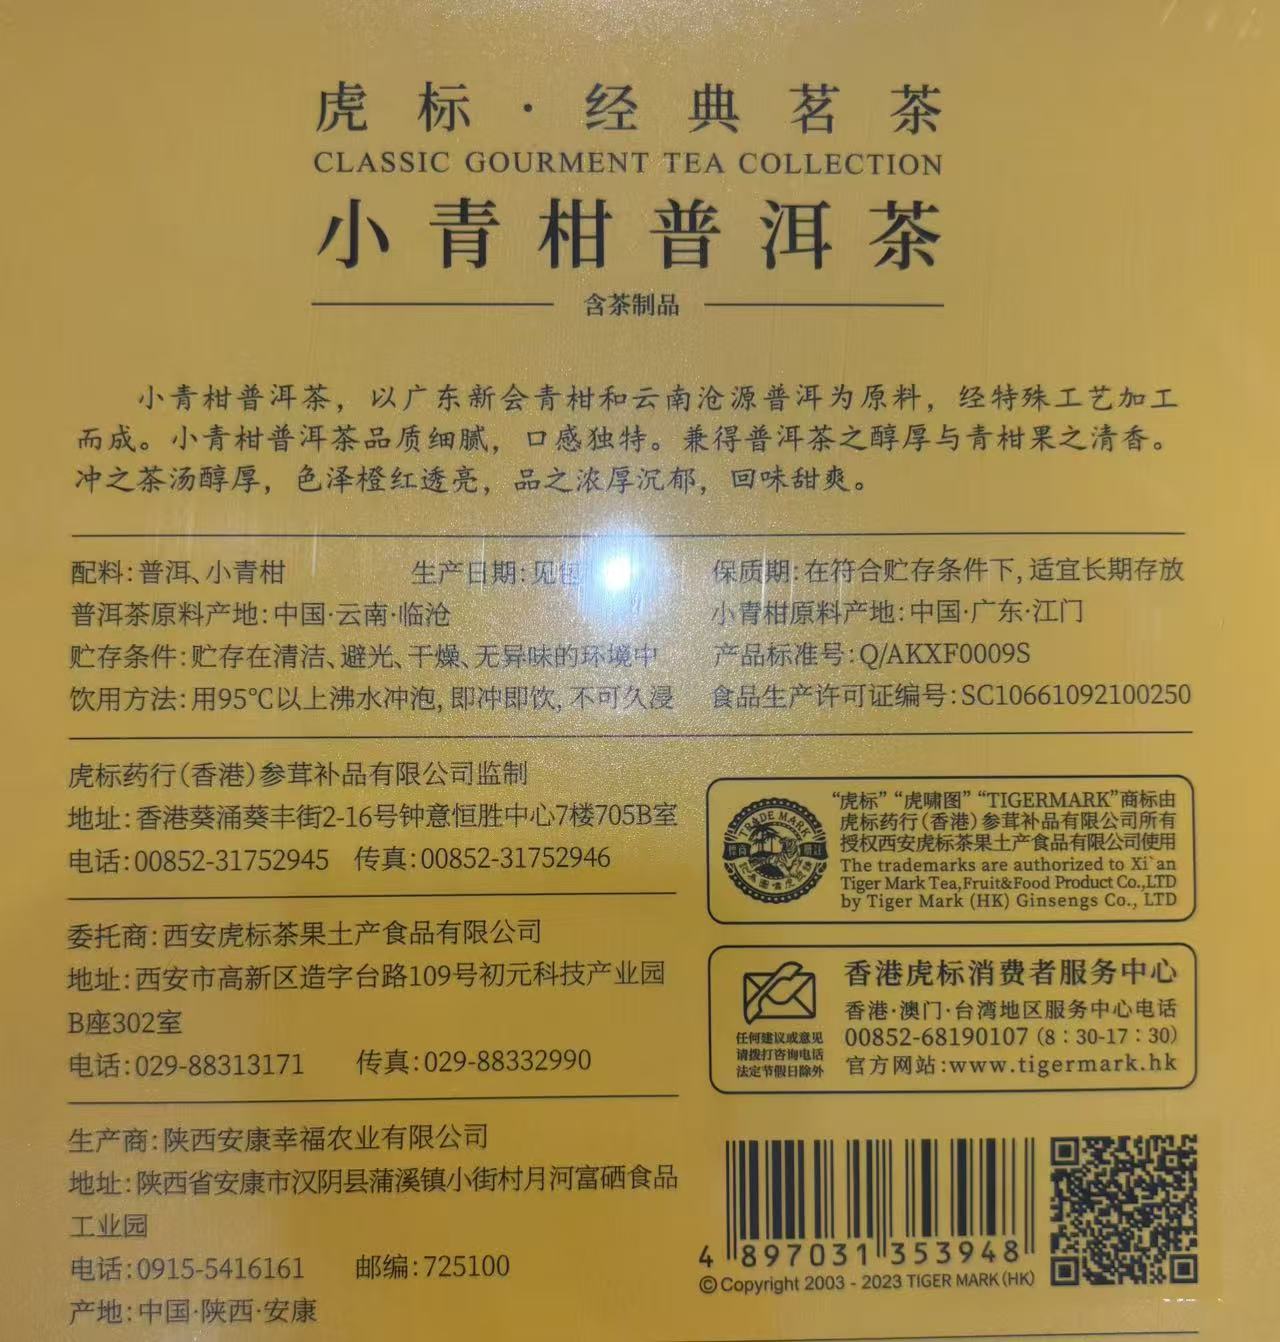 虎标·经典茗茶
CLASSIC GOURMENT TEA COLLECTION
小青柑普洱茶
含茶制品
小青柑普洱茶，以广东新会青柑和云南沧源普洱为原料，经特殊工艺加工
而成。小青柑普洱茶品质细腻，口感独特。兼得普洱茶之醇厚与青柑果之清香。
冲之茶汤醇厚，色泽橙红透亮，品之浓厚沉郁，回味甜爽。
配料:普洱、小青柑
生产日期:见包
保质期:在符合贮存条件下,适宜长期存放
普洱茶原料产地:中国·云南·临沧
小青柑原料产地:中国·广东·江门
贮存条件:贮存在清洁、避光、干燥、无异味的环境中
产品标准号:Q/AKXF0009S
饮用方法:用95℃以上沸水冲泡,即冲即饮,不可久浸
食品生产许可证编号:SC10661092100250
虎标药行(香港)参茸补品有限公司监制
地址:香港葵涌葵丰街2-16号钟意恒胜中心7楼705B室
电话:00852-31752945 传真:00852-31752946
委托商:西安虎标茶果土产食品有限公司
地址:西安市高新区造字台路109号初元科技产业园
B座302室
电话:029-88313171 传真:029-88332990
生产商:陕西安康幸福农业有限公司
地址:陕西省安康市汉阴县蒲溪镇小街村月河富硒食品
工业园
电话:0915-5416161 邮编:725100
产地:中国·陕西·安康
TRADE MARK
“虎标”“虎啸图”“TIGERMARK”商标由
虎标药行(香港)参茸补品有限公司所有
授权西安虎标茶果土产食品有限公司使用
The trademarks are authorized to Xi`an
Tiger Mark Tea,Fruit&Food Product Co.,LTD
by Tiger Mark (HK) Ginsengs Co., LTD
任何建议或意见
请拨打咨询电话
法定节假日除外
香港虎标消费者服务中心
香港·澳门·台湾地区服务中心电话
00852-68190107 (8:30-17:30)
官方网站:www.tigermark.hk
4 897031 353948
©Copyright 2003 - 2023 TIGER MARK (HK)